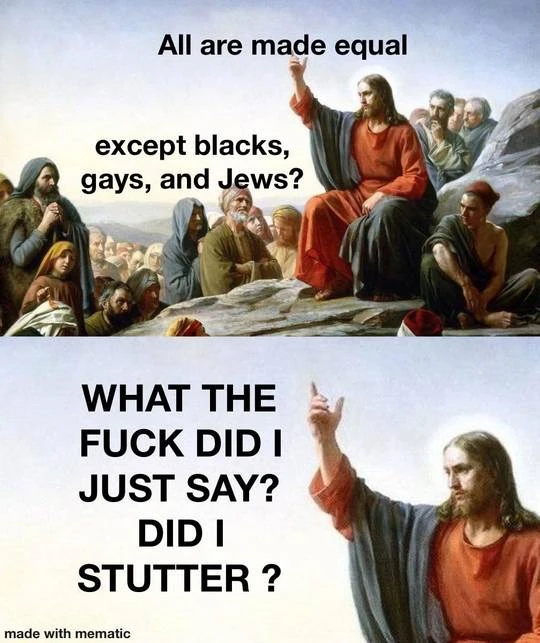 All are made equal
except blacks,
gays, and Jews?
WHAT THE
FUCK DID I
JUST SAY?
DID I
STUTTER ?
made with mematic